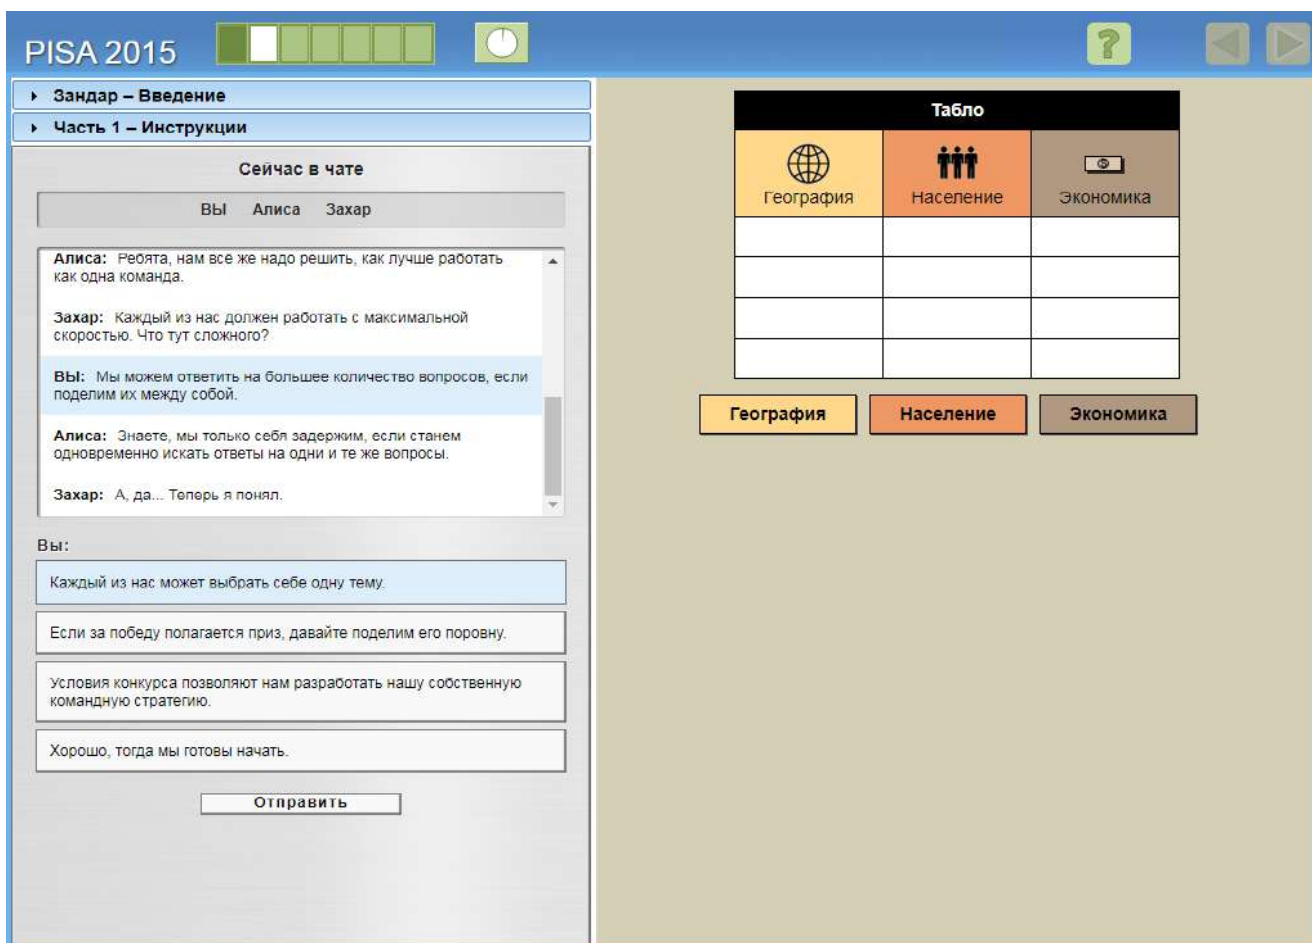 PISA 2015
?
Зандар – Введение
Часть 1 – Инструкции
Сейчас в чате
ВЫ Алиса Захар
Алиса: Ребята, нам все же надо решить, как лучше работать
как одна команда.
Захар: Каждый из нас должен работать с максимальной
скоростью. Что тут сложного?
ВЫ: Мы можем ответить на большее количество вопросов, если
поделим их между собой.
Алиса: Знаете, мы только себя задержим, если станем
одновременно искать ответы на одни и те же вопросы.
Захар: А, да... Теперь я понял.
Вы:
Каждый из нас может выбрать себе одну тему.
Если за победу полагается приз, давайте поделим его поровну.
Условия конкурса позволяют нам разработать нашу собственную
командную стратегию.
Хорошо, тогда мы готовы начать.
Отправить
Табло
География Население Экономика
География Население Экономика